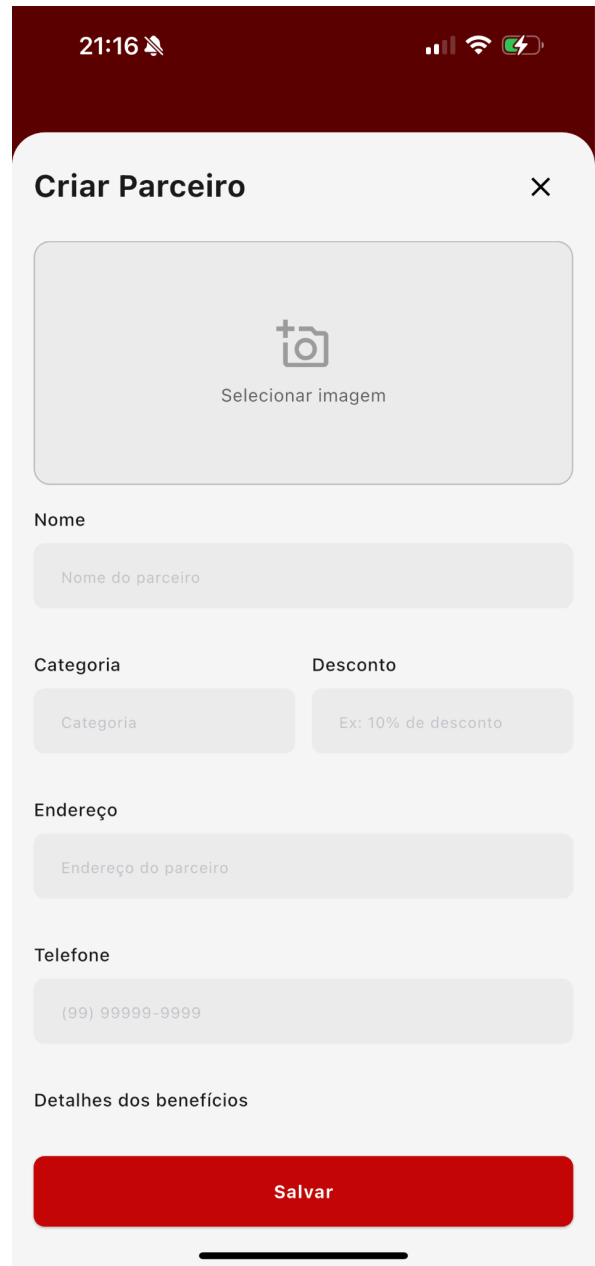 21:16
Criar Parceiro
Selecionar imagem
Nome
Nome do parceiro
Categoria Desconto
Categoria Ex: 10% de desconto
Endereço
Endereço do parceiro
Telefone
(99) 99999-9999
Detalhes dos benefícios
Salvar